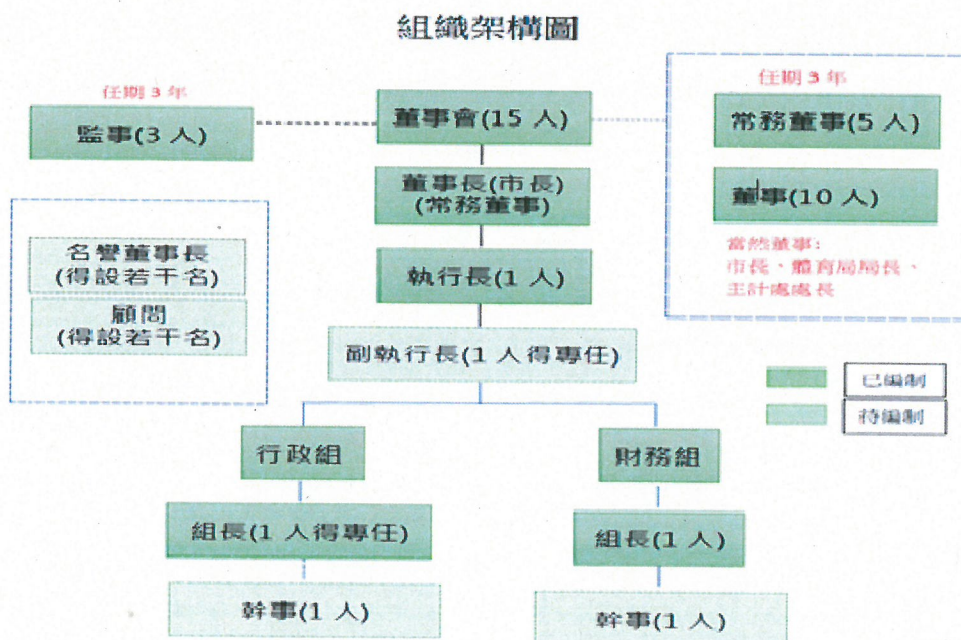 組織架構圖
任期 3 年
監事(3 人)
董事會(15 人)
任期 3 年
常務董事(5 人)
董事(10 人)
當然董事:
市長、體育局局長、
主計處處長
董事長(市長)
(常務董事)
名譽董事長
(得設若干名)
顧問
(得設若干名)
執行長(1 人)
副執行長(1 人得專任)
已編制
待編制
行政組
財務組
組長(1 人得專任)
組長(1 人)
幹事(1 人)
幹事(1 人)